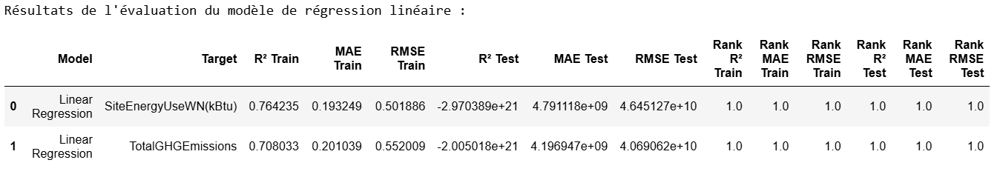 Résultats de l'évaluation du modèle de régression linéaire :
Model Target R² Train MAE Train RMSE Train R² Test MAE Test RMSE Test Rank R² Train Rank MAE Train Rank RMSE Train Rank R² Test Rank MAE Test Rank RMSE Test
0 Linear Regression SiteEnergyUseWN(kBtu) 0.764235 0.193249 0.501886 -2.970389e+21 4.791118e+09 4.645127e+10 1.0 1.0 1.0 1.0 1.0 1.0
1 Linear Regression TotalGHGEmissions 0.708033 0.201039 0.552009 -2.005018e+21 4.196947e+09 4.069062e+10 1.0 1.0 1.0 1.0 1.0 1.0